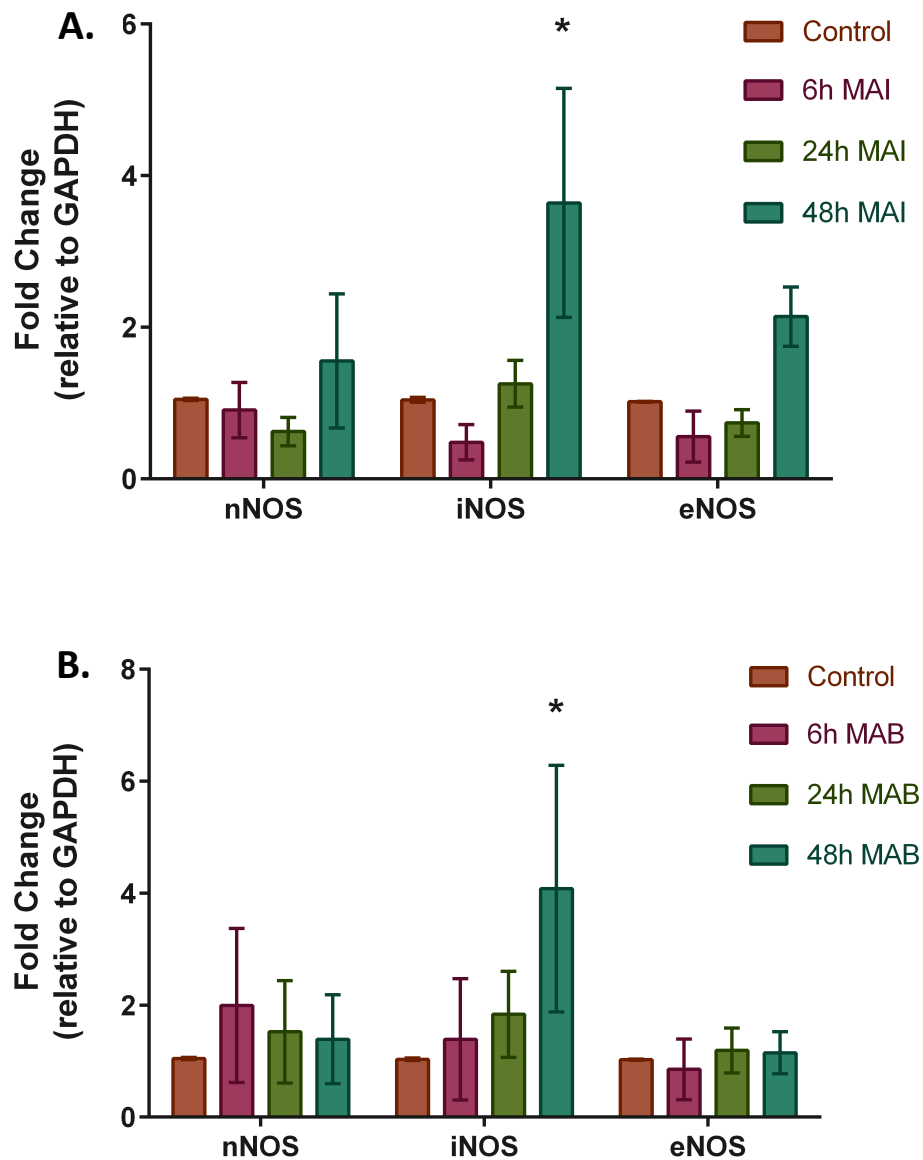 A.
6
4
2
0
Fold Change
(relative to GAPDH)
*
Control
6h MAI
24h MAI
48h MAI
nNOS
iNOS
eNOS
B.
8
6
4
2
0
Fold Change
(relative to GAPDH)
*
Control
6h MAB
24h MAB
48h MAB
nNOS
iNOS
eNOS